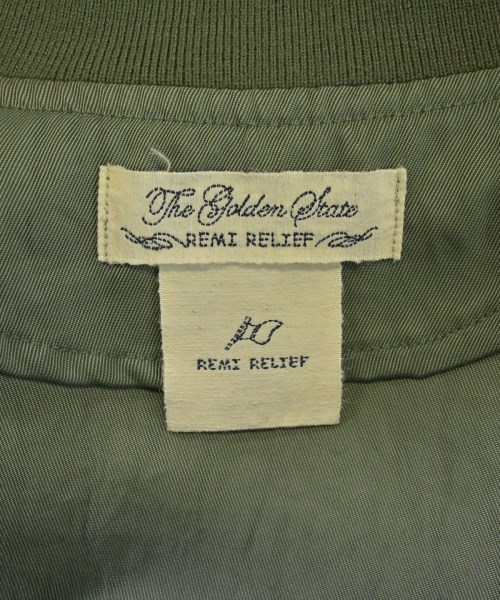 The Golden State
REMI RELIEF
REMI RELIEF